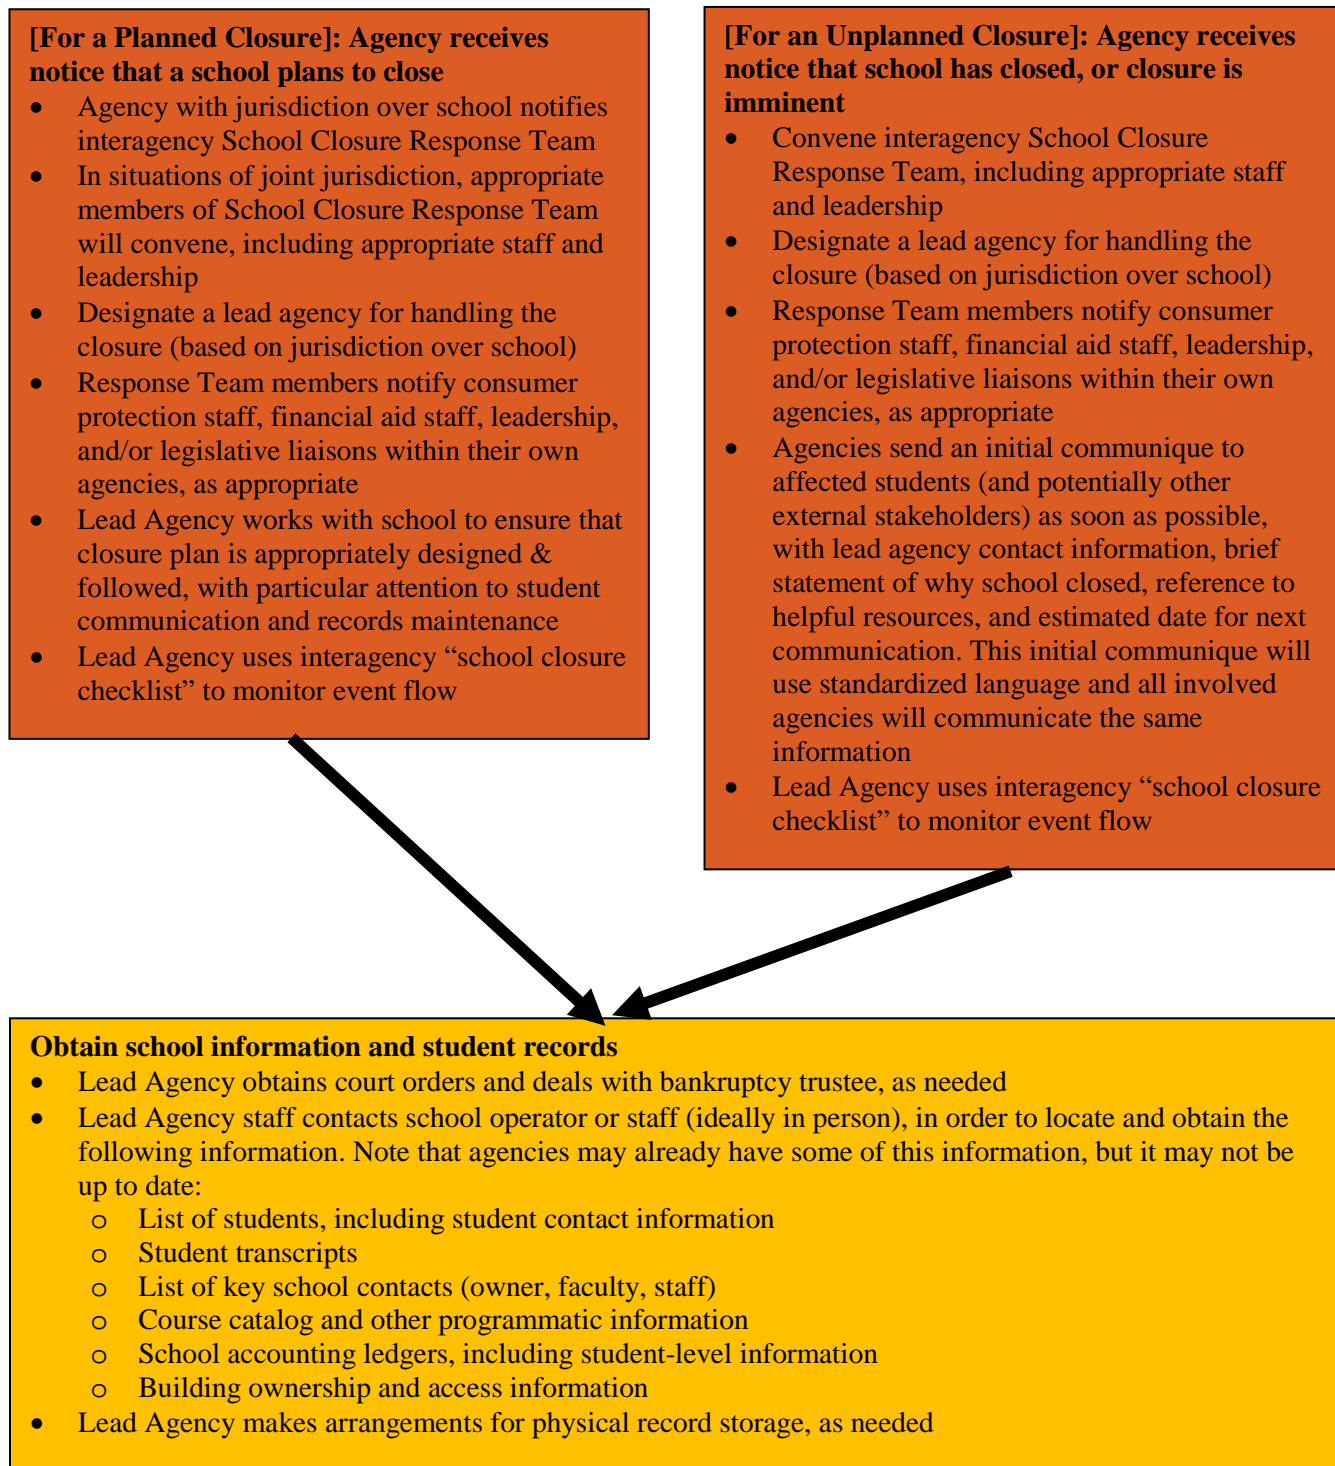 [For a Planned Closure]: Agency receives
notice that a school plans to close
• Agency with jurisdiction over school notifies
interagency School Closure Response Team
• In situations of joint jurisdiction, appropriate
members of School Closure Response Team
will convene, including appropriate staff and
leadership
• Designate a lead agency for handling the
closure (based on jurisdiction over school)
• Response Team members notify consumer
protection staff, financial aid staff, leadership,
and/or legislative liaisons within their own
agencies, as appropriate
• Lead Agency works with school to ensure that
closure plan is appropriately designed &
followed, with particular attention to student
communication and records maintenance
• Lead Agency uses interagency “school closure
checklist” to monitor event flow
[For an Unplanned Closure]: Agency receives
notice that school has closed, or closure is
imminent
• Convene interagency School Closure
Response Team, including appropriate staff
and leadership
• Designate a lead agency for handling the
closure (based on jurisdiction over school)
• Response Team members notify consumer
protection staff, financial aid staff, leadership,
and/or legislative liaisons within their own
agencies, as appropriate
• Agencies send an initial communique to
affected students (and potentially other
external stakeholders) as soon as possible,
with lead agency contact information, brief
statement of why school closed, reference to
helpful resources, and estimated date for next
communication. This initial communique will
use standardized language and all involved
agencies will communicate the same
information
• Lead Agency uses interagency “school closure
checklist” to monitor event flow
Obtain school information and student records
• Lead Agency obtains court orders and deals with bankruptcy trustee, as needed
• Lead Agency staff contacts school operator or staff (ideally in person), in order to locate and obtain the
following information. Note that agencies may already have some of this information, but it may not be
up to date:
o List of students, including student contact information
o Student transcripts
o List of key school contacts (owner, faculty, staff)
o Course catalog and other programmatic information
o School accounting ledgers, including student-level information
o Building ownership and access information
• Lead Agency makes arrangements for physical record storage, as needed